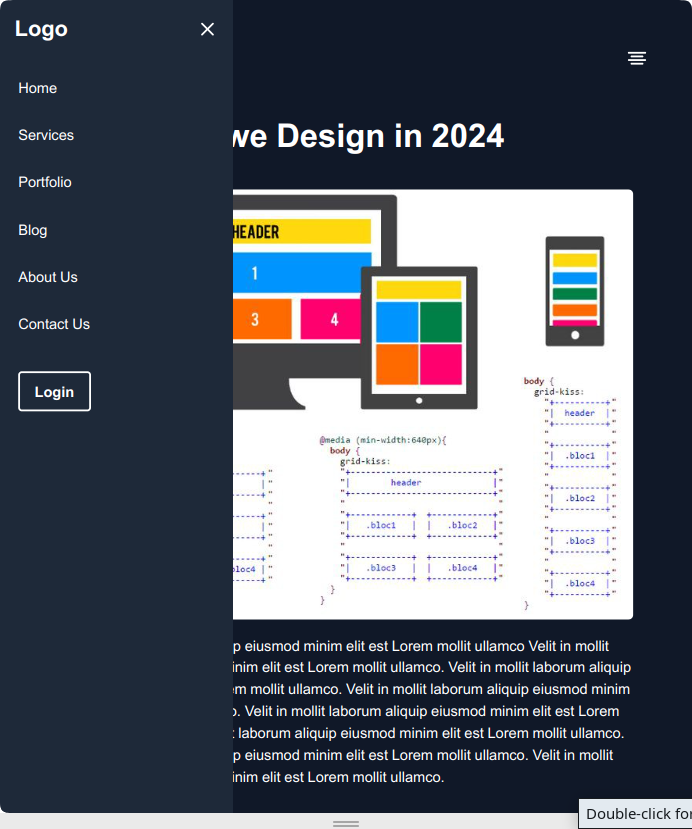 Logo
Home
Services
Portfolio
Blog
About Us
Contact Us
Login
we Design in 2024
HEADER
1
3
4
@media (min-width:640px){
body {
grid-kiss:
"+--------------------+"
"| header |"
"+--------------------+"
" "
"+---------+ +---------+"
"| .bloc1 | | .bloc2 |"
"+---------+ +---------+"
" "
"+---------+ +---------+"
"| .bloc3 | | .bloc4 |"
"+---------+ +---------+"
}
}
body {
grid-kiss:
"+---------+"
"| header |"
"+---------+"
" "
"+---------+"
"| .bloc1 |"
"+---------+"
" "
"+---------+"
"| .bloc2 |"
"+---------+"
" "
"+---------+"
"| .bloc3 |"
"+---------+"
" "
"+---------+"
"| .bloc4 |"
"+---------+"
}
bloc4 |"
eiusmod minim elit est Lorem mollit ullamco Velit in mollit
elit est Lorem mollit ullamco. Velit in mollit laborum aliquip
mollit ullamco. Velit in mollit laborum aliquip eiusmod minim
Velit in mollit laborum aliquip eiusmod minim elit est Lorem
laborum aliquip eiusmod minim elit est Lorem mollit ullamco.
eiusmod minim elit est Lorem mollit ullamco. Velit in mollit
elit est Lorem mollit ullamco.
Double-click for